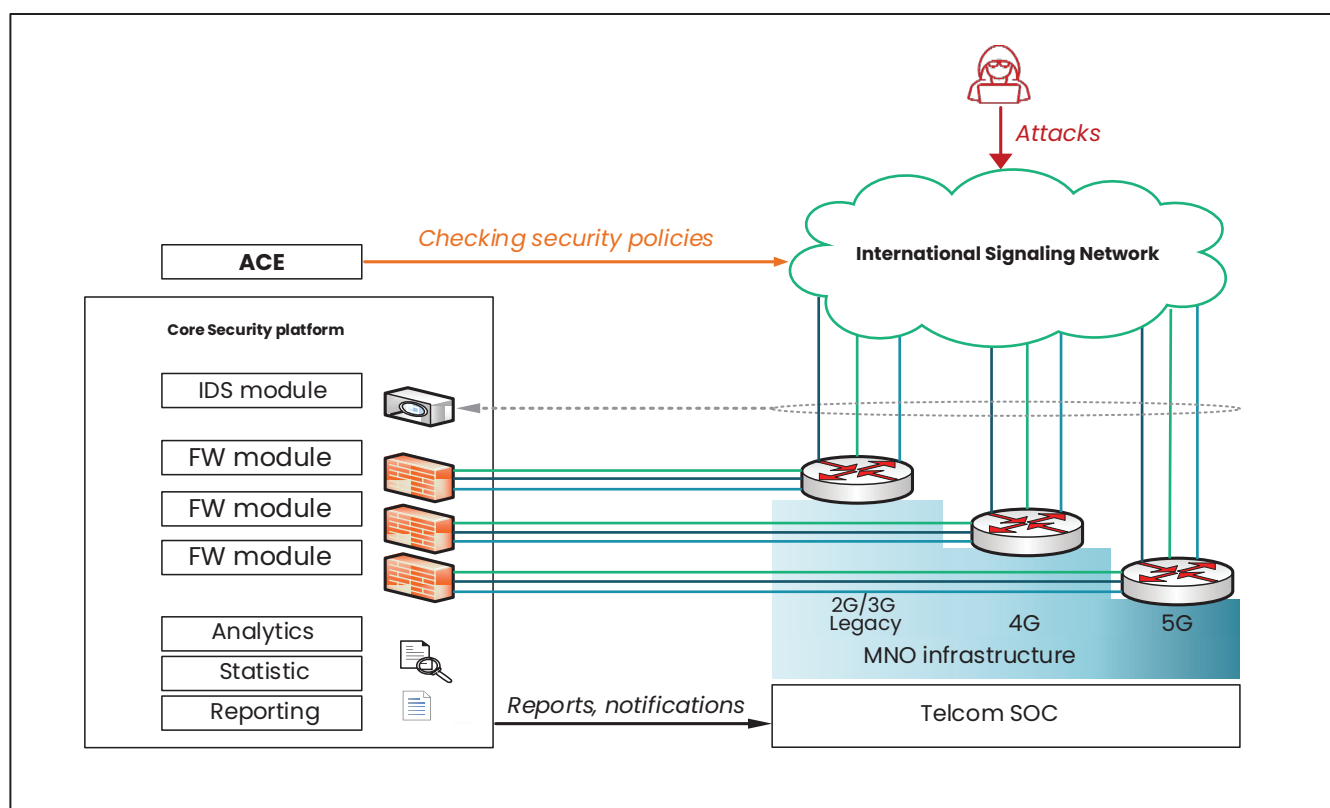 Attacks
International Signaling Network
Checking security policies
ACE
Core Security platform
IDS module
FW module
FW module
FW module
Analytics
Statistic
Reporting
2G/3G
Legacy
4G
5G
MNO infrastructure
Reports, notifications
Telcom SOC